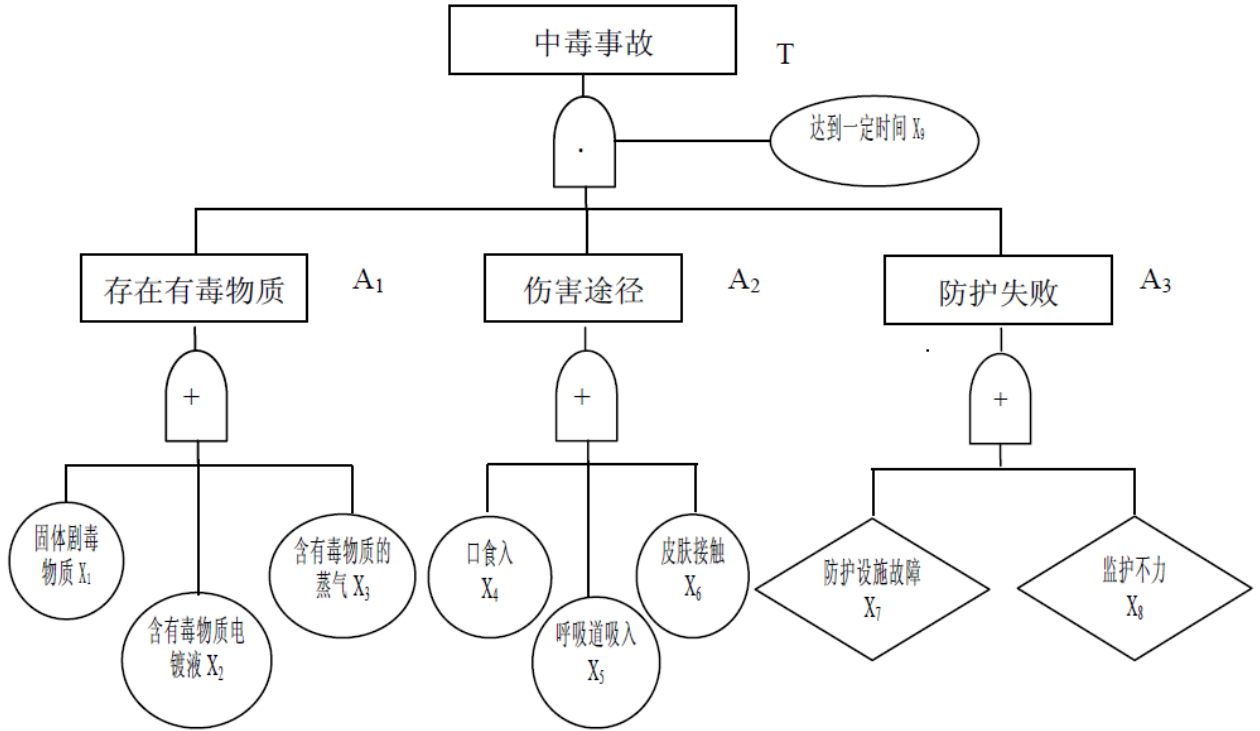 中毒事故
T
达到一定时间 X₉
·
存在有毒物质
A₁
伤害途径
A₂
防护失败
A₃
+
+
+
固体剧毒
物质 X₁
含有毒物质电
镀液 X₂
含有毒物质的
蒸气 X₃
口食入
X₄
呼吸道吸入
X₅
皮肤接触
X₆
防护设施故障
X₇
监护不力
X₈